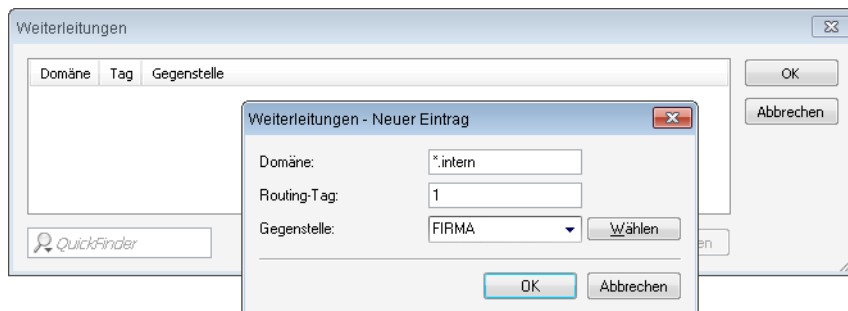 Weiterleitungen
Domäne Tag Gegenstelle
OK
Abbrechen
Weiterleitungen - Neuer Eintrag
Domäne: *.intern
Routing-Tag: 1
Gegenstelle: FIRMA Wählen
QuickFinder
en
OK Abbrechen